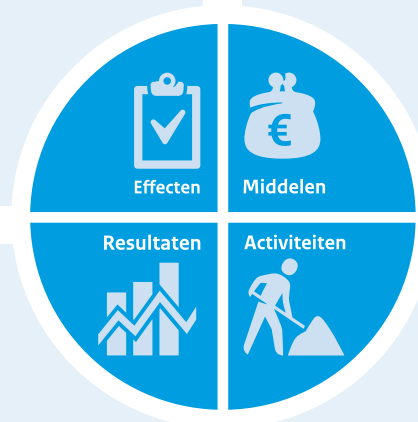 €
Effecten
Middelen
Resultaten
Activiteiten